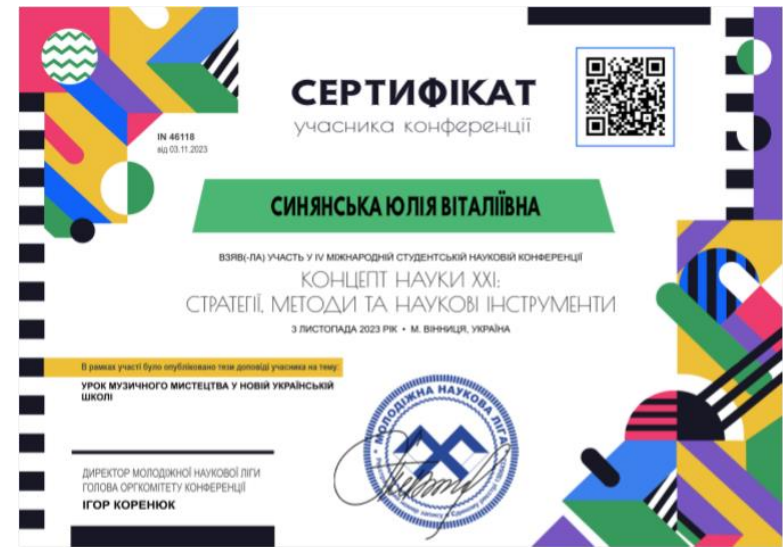 СЕРТИФІКАТ
учасника конференції
IN 46118
від 03.11.2023
СИНЯНСЬКА ЮЛІЯ ВІТАЛІЇВНА
ВЗЯВ(-ЛА) УЧАСТЬ У IV МІЖНАРОДНІЙ СТУДЕНТСЬКІЙ НАУКОВІЙ КОНФЕРЕНЦІЇ
КОНЦЕПТ НАУКИ XXI:
СТРАТЕГІЇ, МЕТОДИ ТА НАУКОВІ ІНСТРУМЕНТИ
3 ЛИСТОПАДА 2023 РІК • М. ВІННИЦЯ, УКРАЇНА
В рамках участі було опубліковано тези доповіді учасника на тему:
УРОК МУЗИЧНОГО МИСТЕЦТВА У НОВІЙ УКРАЇНСЬКІЙ
ШКОЛІ
МОЛОДІЖНА НАУКОВА ЛІГА
ДИРЕКТОР МОЛОДІЖНОЇ НАУКОВОЇ ЛІГИ
ГОЛОВА ОРГКОМІТЕТУ КОНФЕРЕНЦІЇ
ІГОР КОРЕНЮК